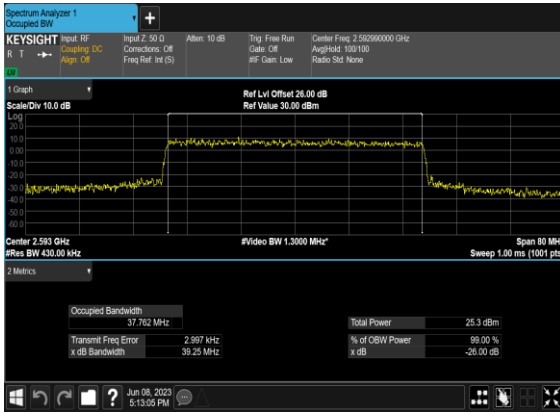 Spectrum Analyzer 1
Occupied BW
+
KEYSIGHT Input: RF Input Z: 50 Ω Atten: 10 dB Trig: Free Run Center Freq: 2.592990000 GHz
R T Coupling: DC Corrections: Off Gate: Off Avg|Hold: 100/100
Align: Off Freq Ref: Int (S) #IF Gain: Low Radio Std: None
1 Graph
Ref Lvl Offset 26.00 dB
Scale/Div 10.0 dB Ref Value 30.00 dBm
Log
20.0
10.0
0.00
-10.0
-20.0
-30.0
-40.0
-50.0
-60.0
Center 2.593 GHz #Video BW 1.3000 MHz* Span 80 MH
#Res BW 430.00 kHz Sweep 1.00 ms (1001 pts
2 Metrics
Occupied Bandwidth
37.762 MHz Total Power 25.3 dBm
Transmit Freq Error 2.997 kHz % of OBW Power 99.00 %
x dB Bandwidth 39.25 MHz x dB -26.00 dB
? Jun 08, 2023
5:13:05 PM